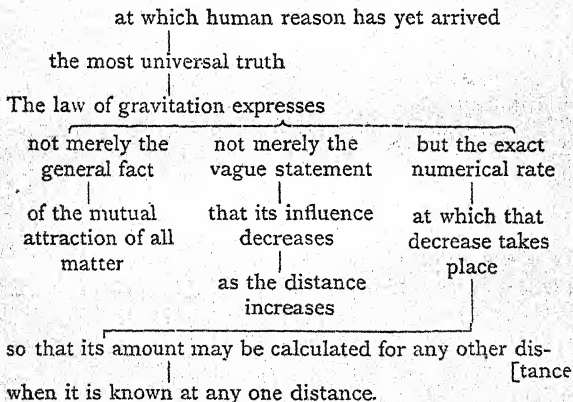 at which human reason has yet arrived
the most universal truth
The law of gravitation expresses
not merely the general fact
of the mutual attraction of all matter
not merely the vague statement
that its influence decreases
as the distance increases
but the exact numerical rate
at which that decrease takes place
so that its amount may be calculated for any other dis-
[tance
when it is known at any one distance.